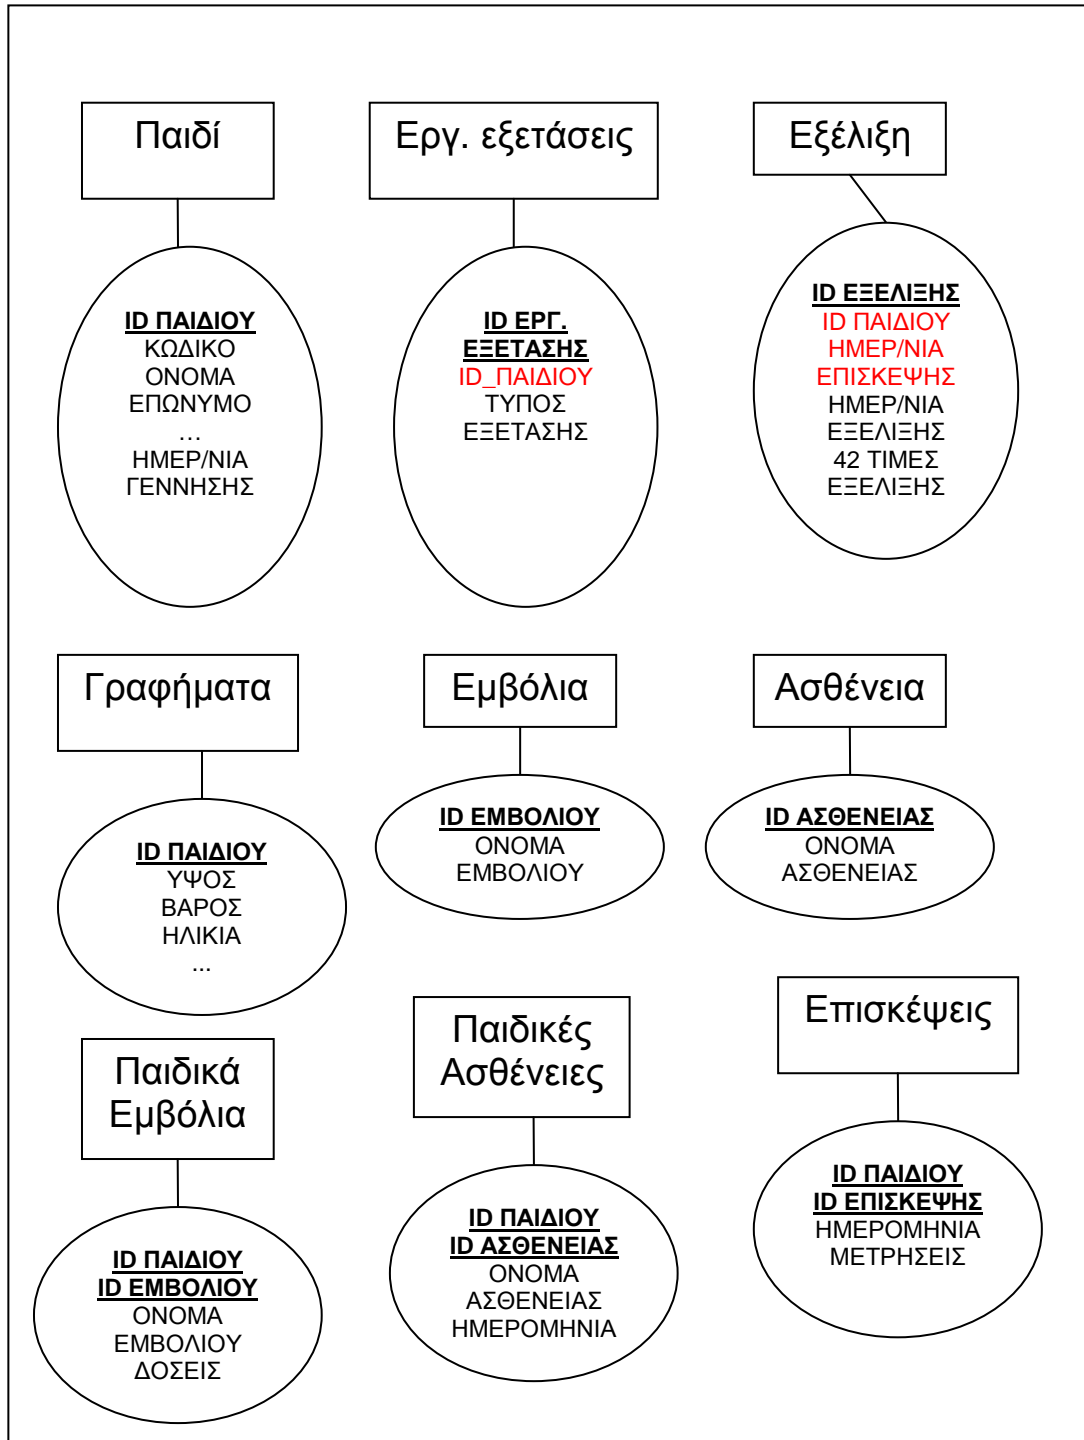 Παιδί
ID ΠΑΙΔΙΟΥ
ΚΩΔΙΚΟ
ΟΝΟΜΑ
ΕΠΩΝΥΜΟ
…
ΗΜΕΡ/ΝΙΑ
ΓΕΝΝΗΣΗΣ
Εργ. εξετάσεις
ID ΕΡΓ.
ΕΞΕΤΑΣΗΣ
ID_ΠΑΙΔΙΟΥ
ΤΥΠΟΣ
ΕΞΕΤΑΣΗΣ
Εξέλιξη
ID ΕΞΕΛΙΞΗΣ
ID ΠΑΙΔΙΟΥ
ΗΜΕΡ/ΝΙΑ
ΕΠΙΣΚΕΨΗΣ
ΗΜΕΡ/ΝΙΑ
ΕΞΕΛΙΞΗΣ
42 ΤΙΜΕΣ
ΕΞΕΛΙΞΗΣ
Γραφήματα
ID ΠΑΙΔΙΟΥ
ΥΨΟΣ
ΒΑΡΟΣ
ΗΛΙΚΙΑ
...
Εμβόλια
ID ΕΜΒΟΛΙΟΥ
ΟΝΟΜΑ
ΕΜΒΟΛΙΟΥ
Ασθένεια
ID ΑΣΘΕΝΕΙΑΣ
ΟΝΟΜΑ
ΑΣΘΕΝΕΙΑΣ
Παιδικά
Εμβόλια
ID ΠΑΙΔΙΟΥ
ID ΕΜΒΟΛΙΟΥ
ΟΝΟΜΑ
ΕΜΒΟΛΙΟΥ
ΔΟΣΕΙΣ
Παιδικές
Ασθένειες
ID ΠΑΙΔΙΟΥ
ID ΑΣΘΕΝΕΙΑΣ
ΟΝΟΜΑ
ΑΣΘΕΝΕΙΑΣ
ΗΜΕΡΟΜΗΝΙΑ
Επισκέψεις
ID ΠΑΙΔΙΟΥ
ID ΕΠΙΣΚΕΨΗΣ
ΗΜΕΡΟΜΗΝΙΑ
ΜΕΤΡΗΣΕΙΣ